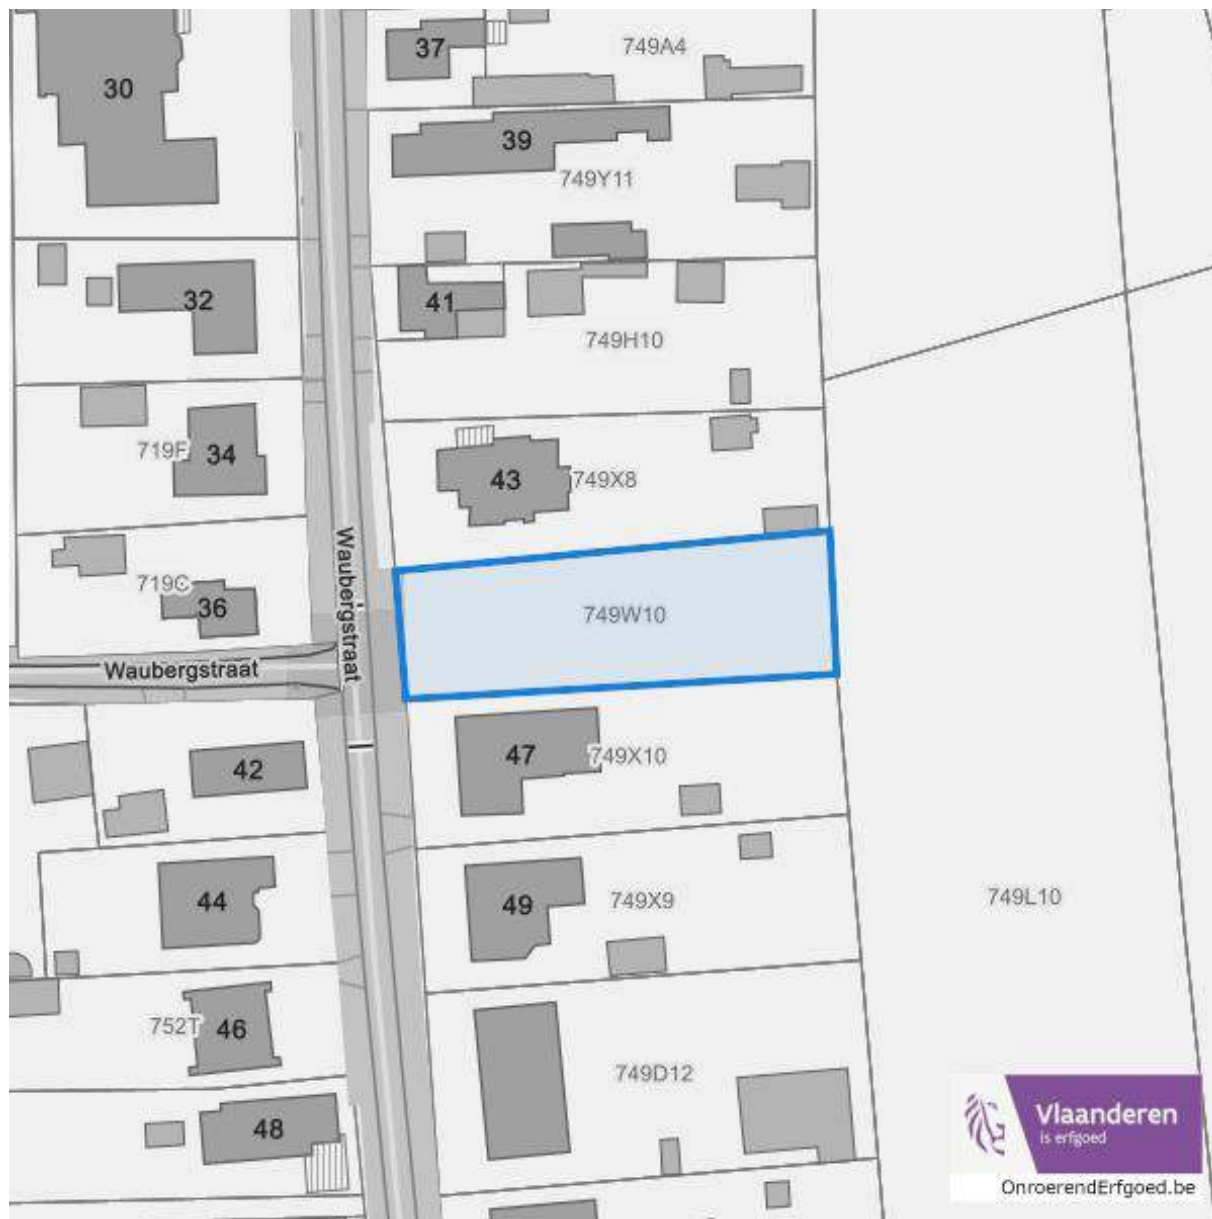 37
749A4
30
39
749Y11
32
41
749H10
719F
34
43
749X8
Waubergstraat
719C
36
749W10
Waubergstraat
42
47
749X10
44
49
749X9
749L10
752T
46
749D12
48
Vlaanderen
is erfgoed
OnroerendErfgoed.be